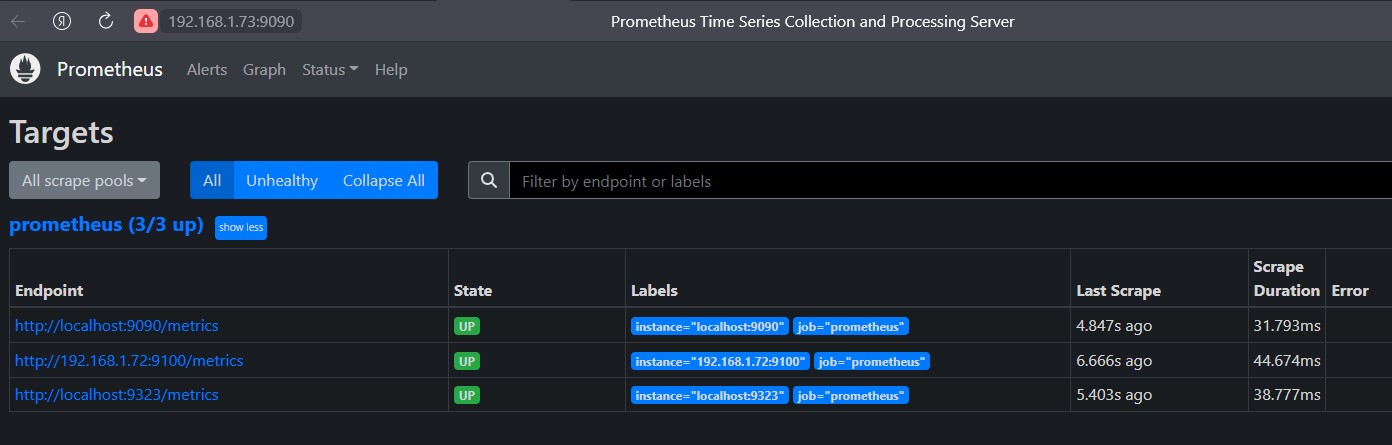 Я 192.168.1.73:9090 Prometheus Time Series Collection and Processing Server
Prometheus Alerts Graph Status Help
Targets
All scrape pools All Unhealthy Collapse All Filter by endpoint or labels
prometheus (3/3 up) show less
Endpoint State Labels Last Scrape Scrape Duration Error
http://localhost:9090/metrics UP instance="localhost:9090" job="prometheus" 4.847s ago 31.793ms
http://192.168.1.72:9100/metrics UP instance="192.168.1.72:9100" job="prometheus" 6.666s ago 44.674ms
http://localhost:9323/metrics UP instance="localhost:9323" job="prometheus" 5.403s ago 38.777ms